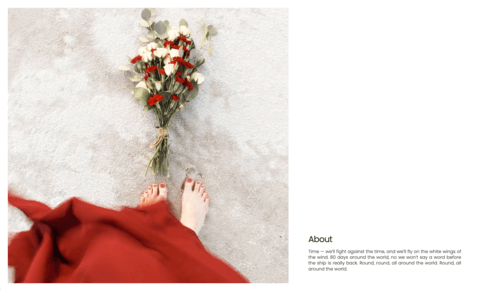 About
Time — we'll fight against the time, and we'll fly on the white wings of
the wind. 80 days around the world, no we won't say a word before
the ship is really back. Round, round, all around the world. Round, all
around the world.